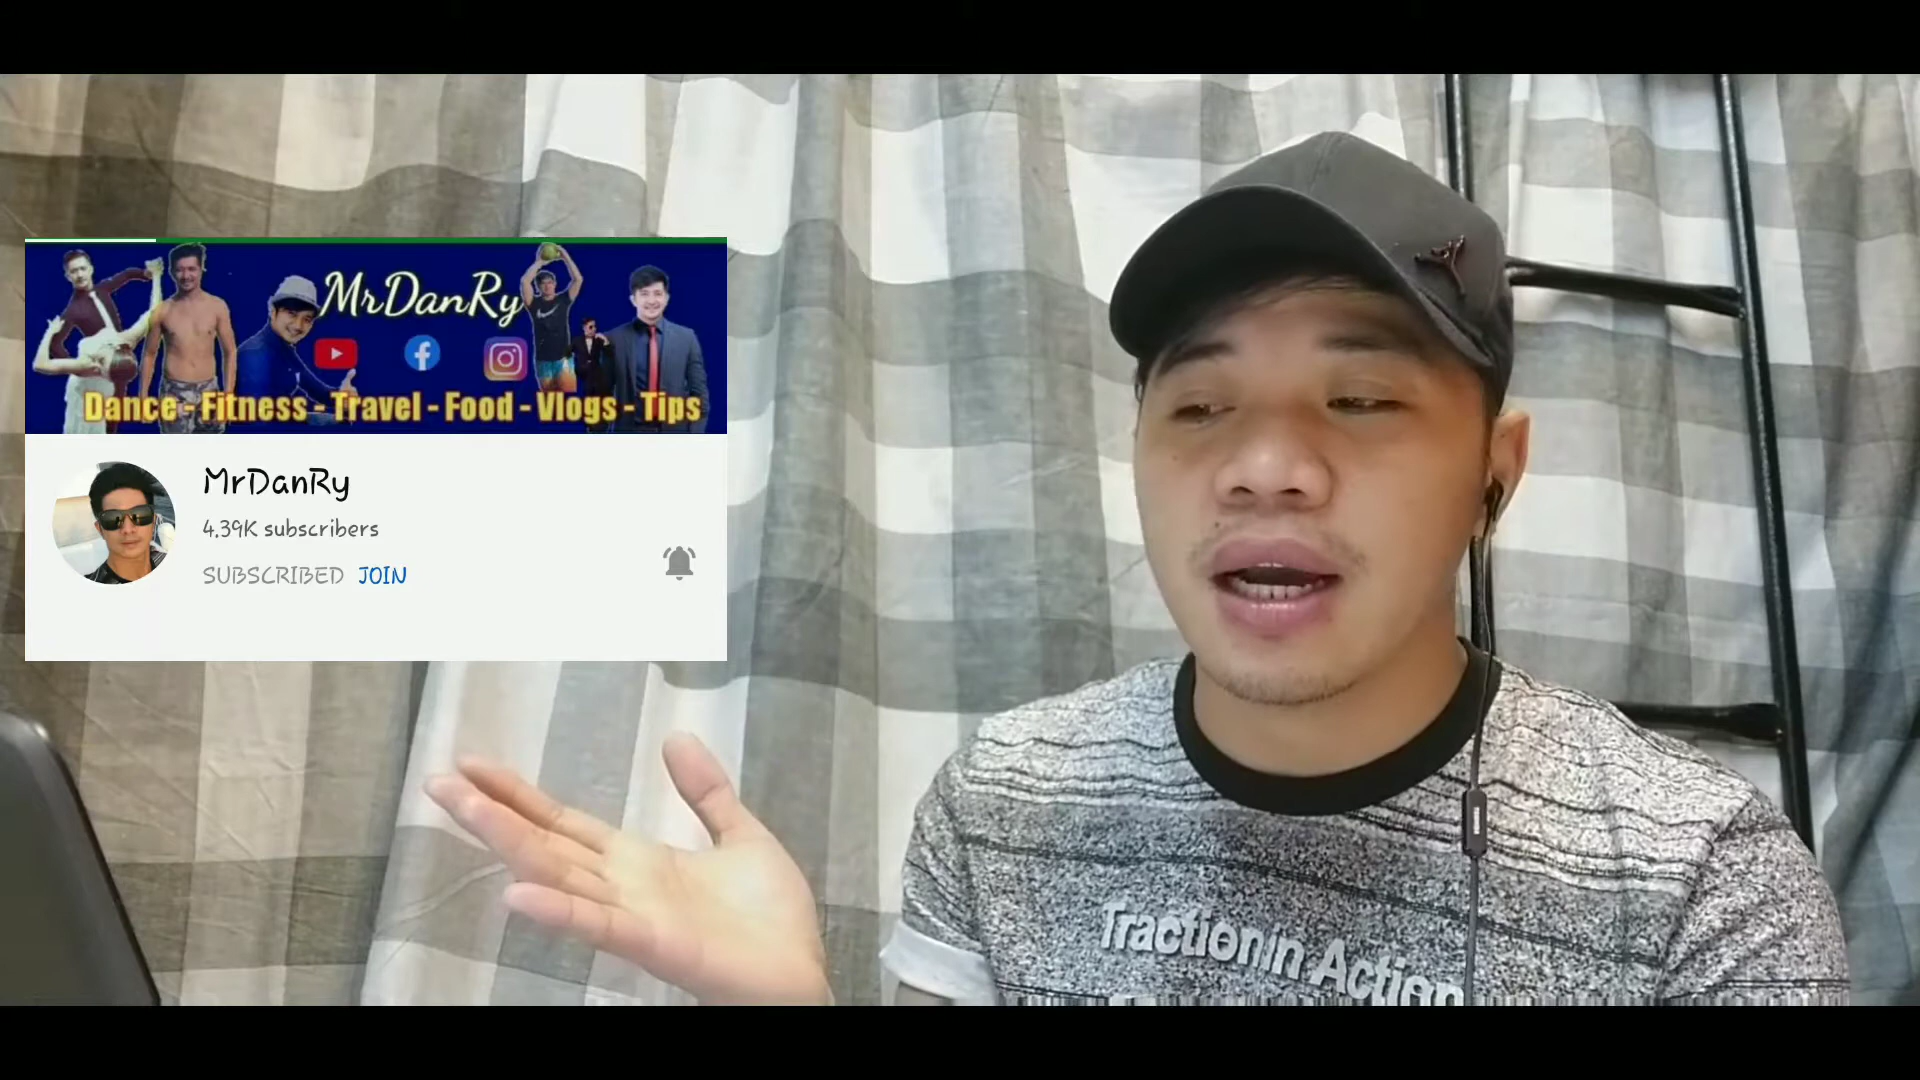 MrDanRy
Dance - Fitness - Travel - Food - Vlogs - Tips
MrDanRy
4.39K subscribers
SUBSCRIBED JOIN
Traction in Action